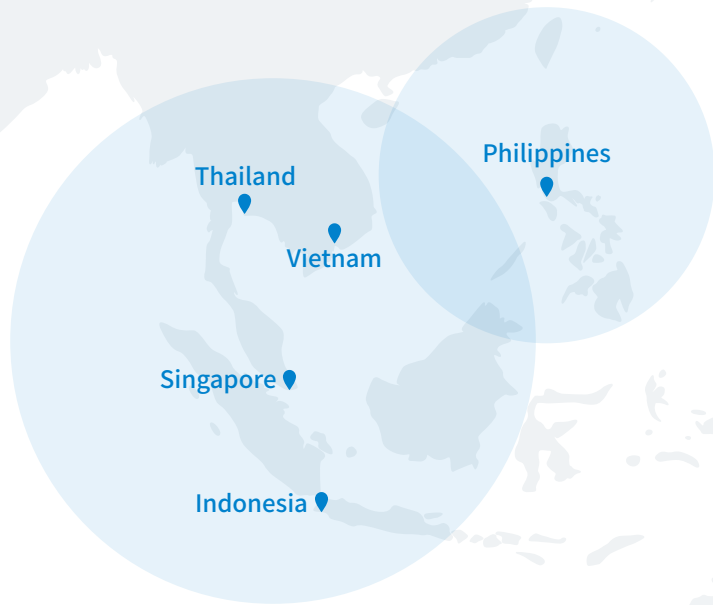 Philippines
Thailand
Vietnam
Singapore
Indonesia